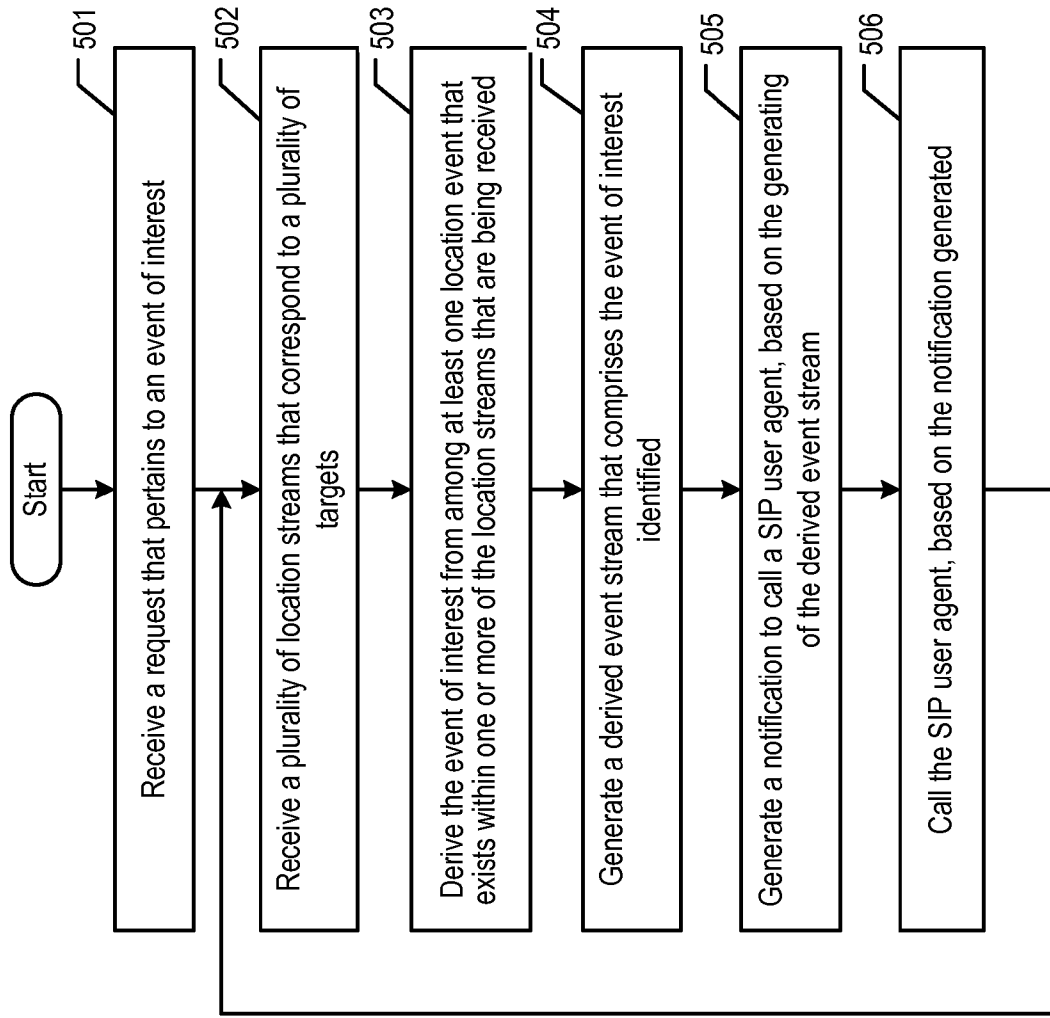 Start
501
Receive a request that pertains to an event of interest
502
Receive a plurality of location streams that correspond to a plurality of
targets
503
Derive the event of interest from among at least one location event that
exists within one or more of the location streams that are being received
504
Generate a derived event stream that comprises the event of interest
identified
505
Generate a notification to call a SIP user agent, based on the generating
of the derived event stream
506
Call the SIP user agent, based on the notification generated